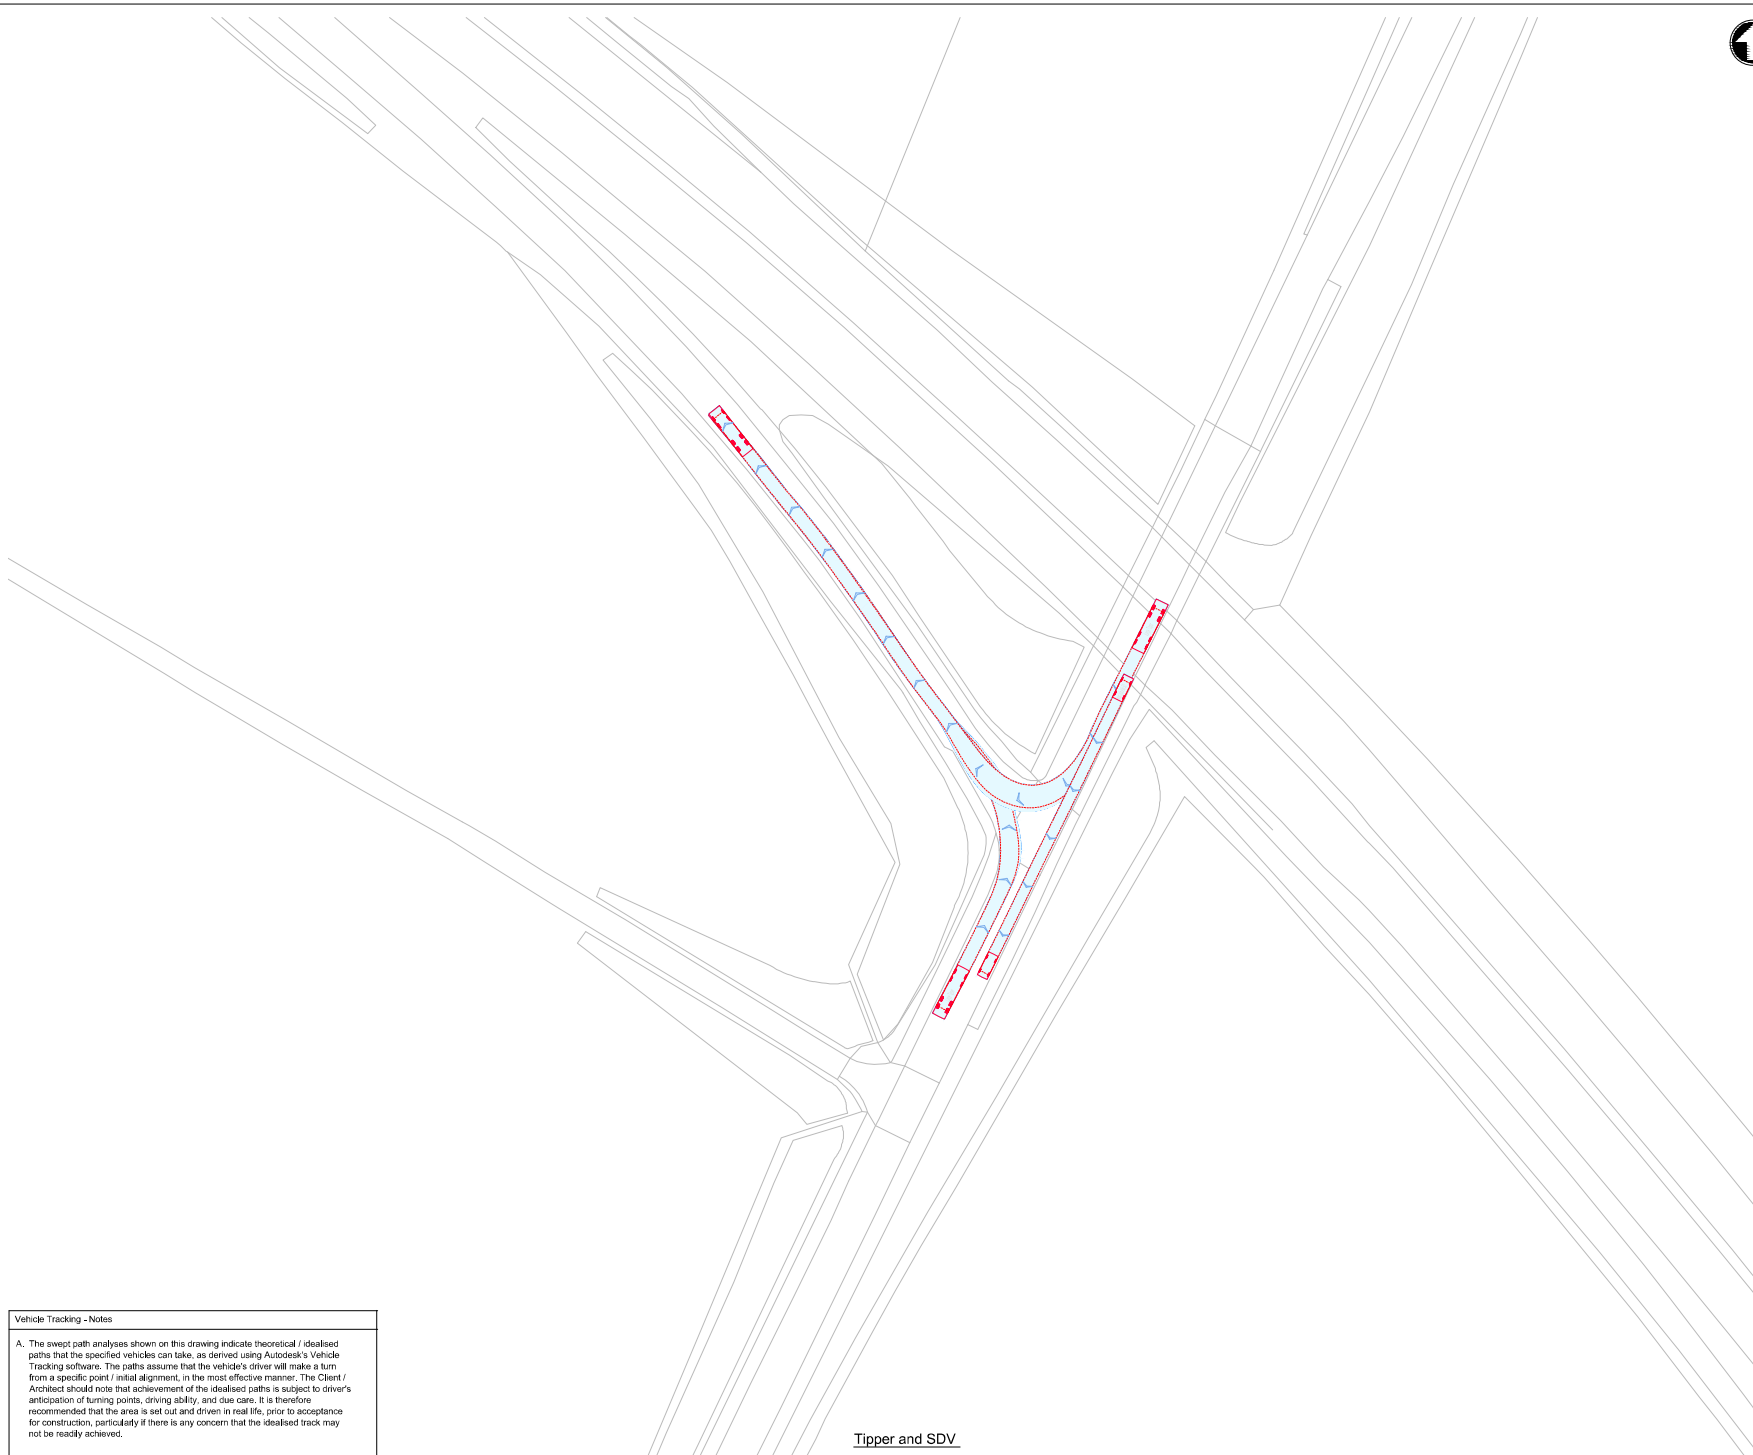 Vehicle Tracking - Notes
A. The swept path analyses shown on this drawing indicate theoretical / idealised
paths that the specified vehicles can take, as derived using Autodesk's Vehicle
Tracking software. The paths assume that the vehicle's driver will make a turn
from a specific point / initial alignment, in the most effective manner. The Client /
Architect should note that achievement of the idealised paths is subject to driver's
anticipation of turning points, driving ability, and due care. It is therefore
recommended that the area is set out and driven in real life, prior to acceptance
for construction, particularly if there is any concern that the idealised track may
not be readily achieved.
Tipper and SDV